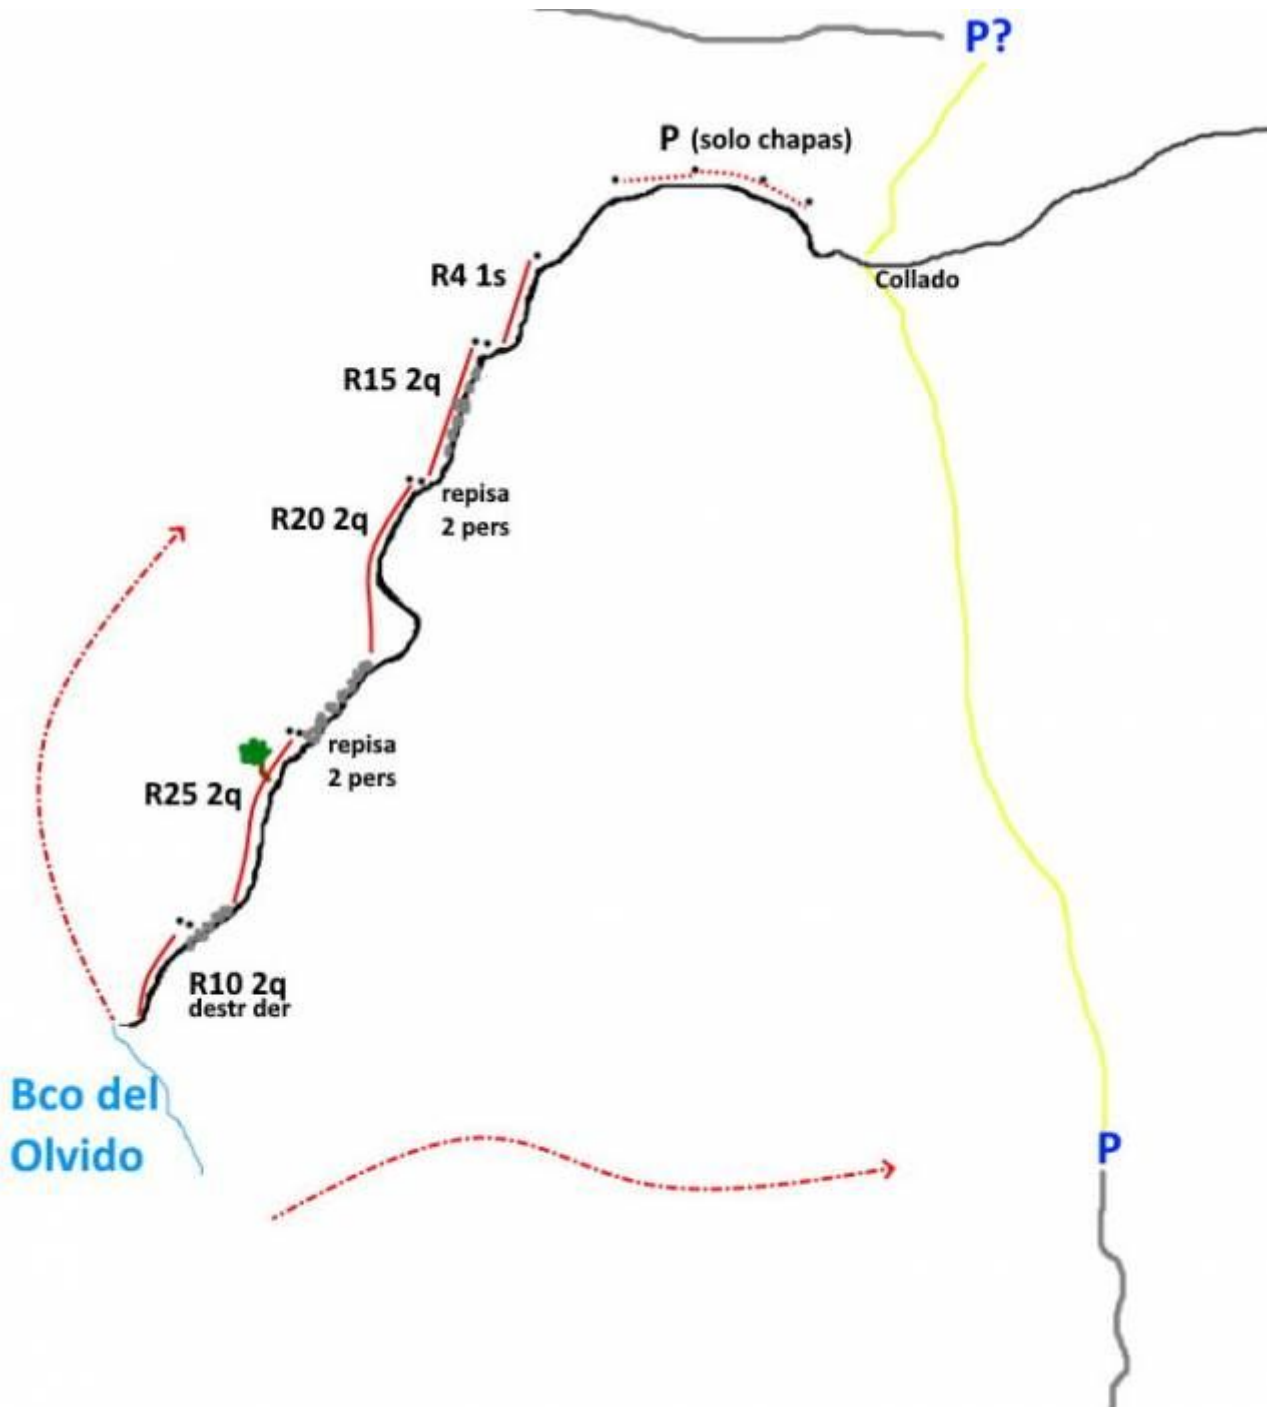 P?
P (solo chapas)
Collado
R4 1s
R15 2q
repisa
2 pers
R20 2q
repisa
2 pers
R25 2q
R10 2q
destr der
Bco del
Olvido
P